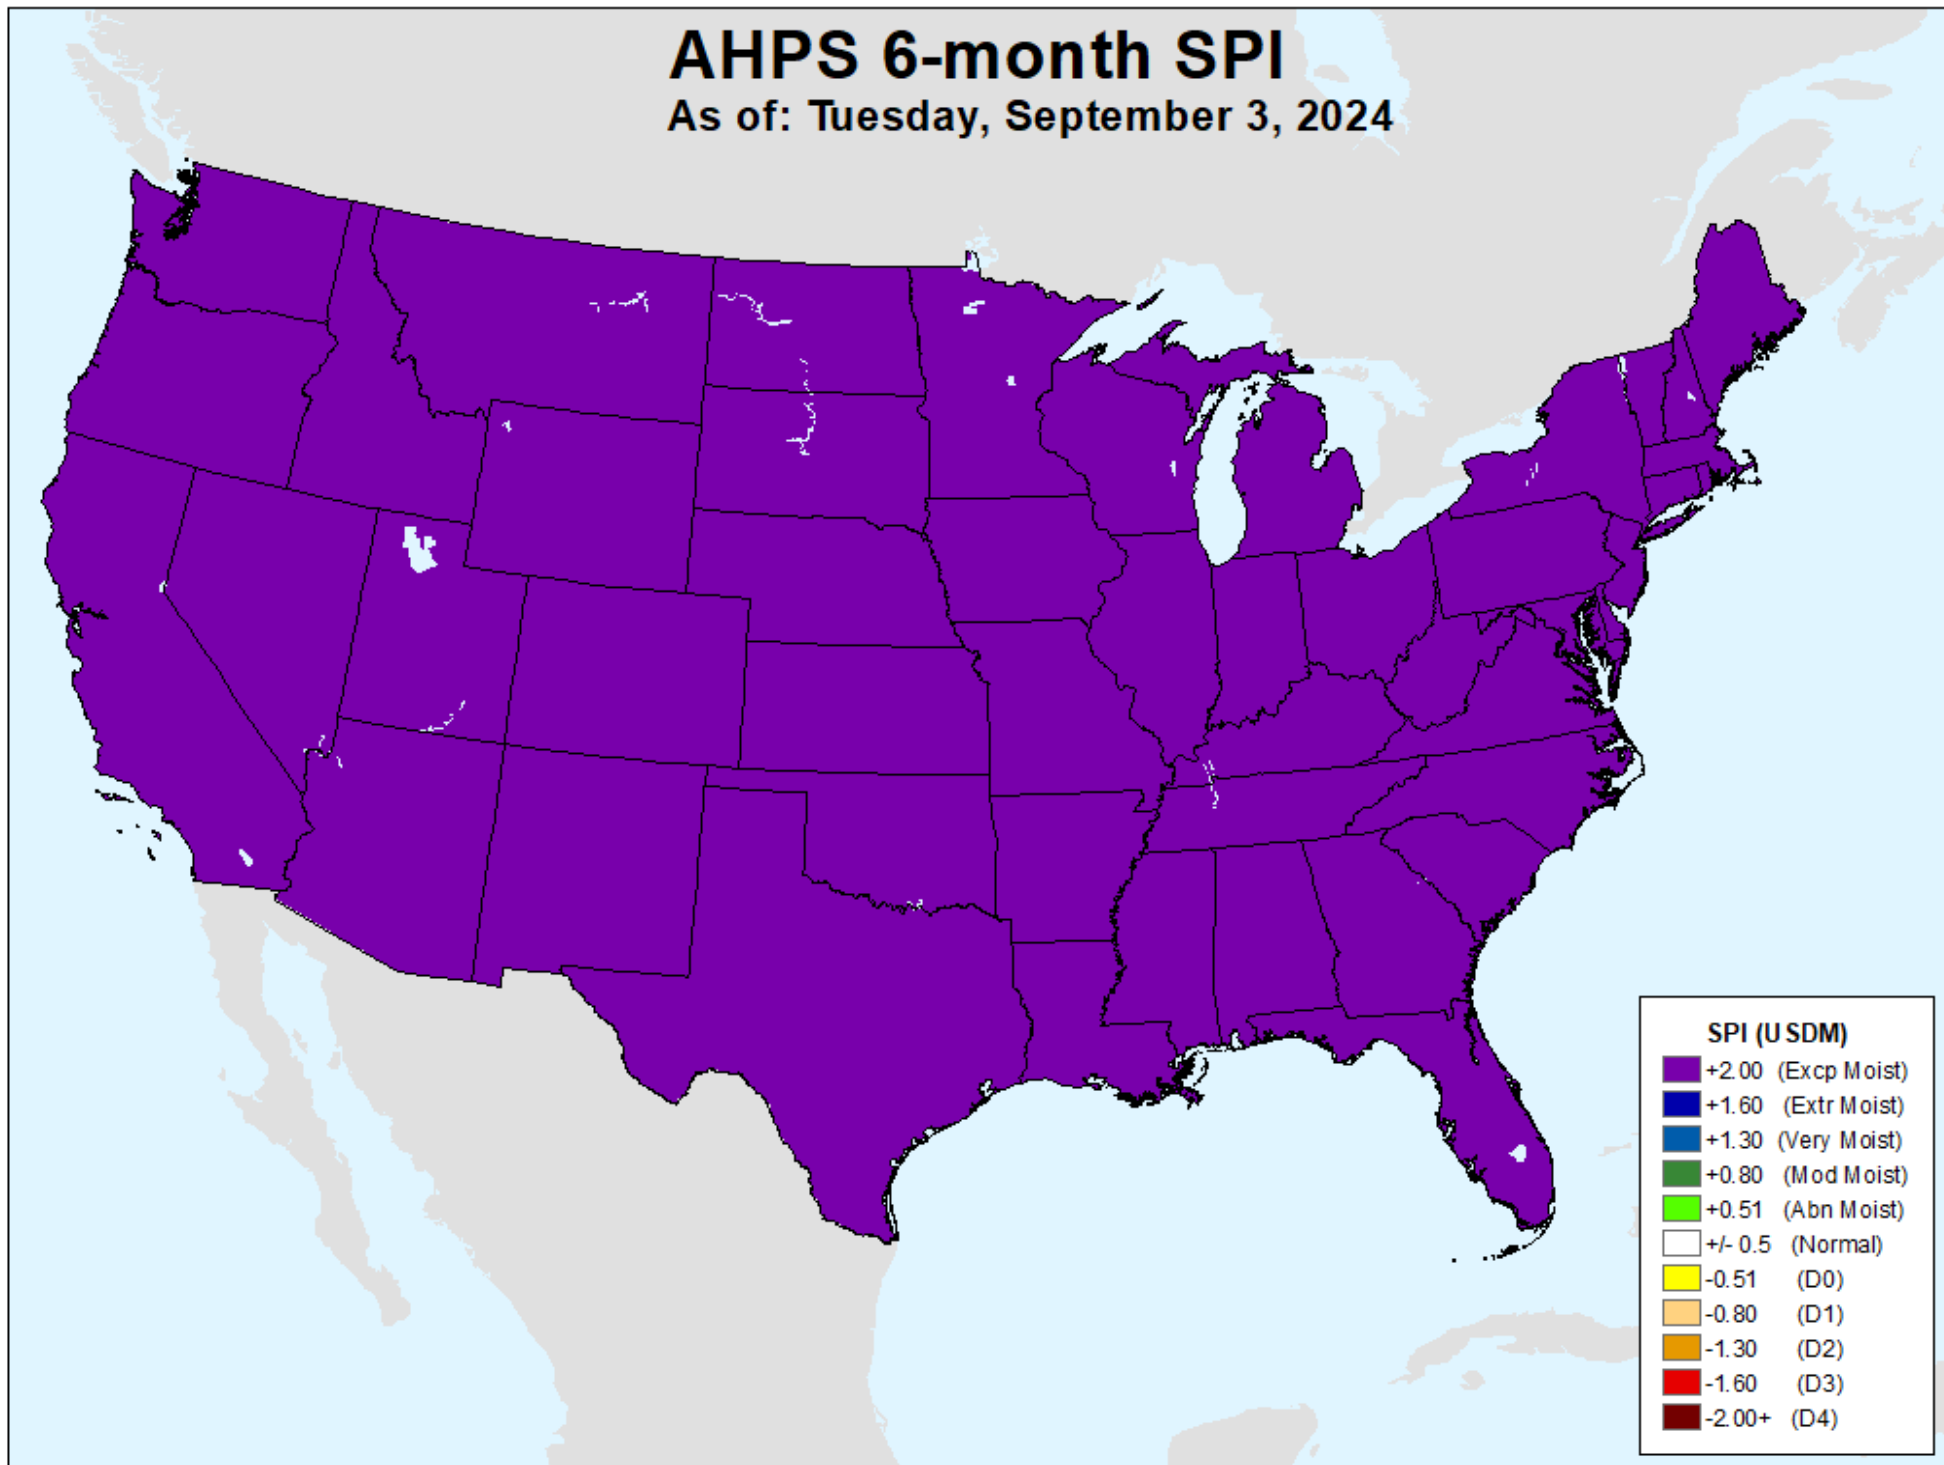 AHPS 6-month SPI
As of: Tuesday, September 3, 2024
SPI (USDM)
+2.00 (Excp Moist)
+1.60 (Extr Moist)
+1.30 (Very Moist)
+0.80 (Mod Moist)
+0.51 (Abn Moist)
+/- 0.5 (Normal)
-0.51 (D0)
-0.80 (D1)
-1.30 (D2)
-1.60 (D3)
-2.00+ (D4)